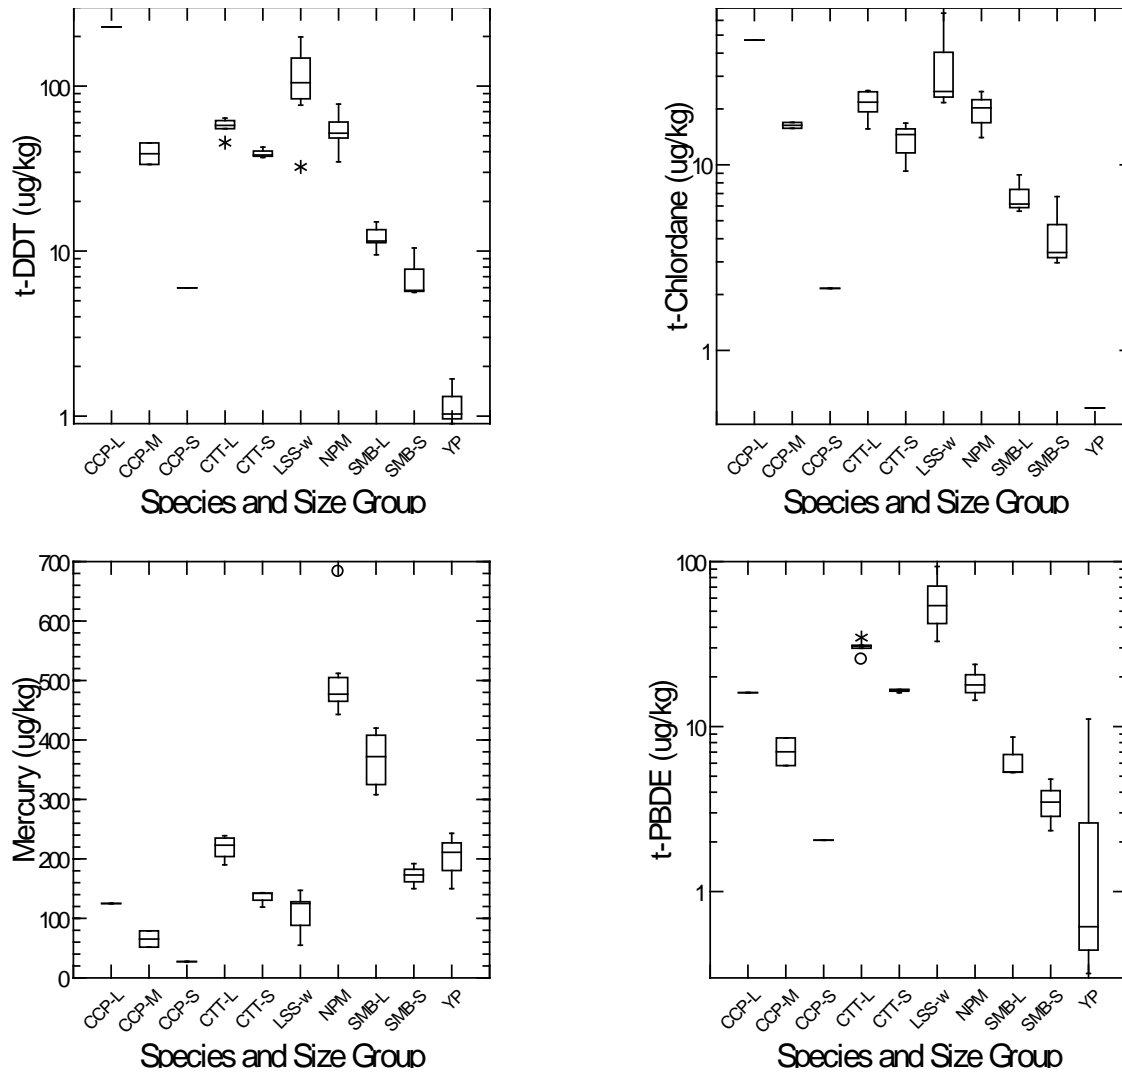 t-DDT (ug/kg)
100
10
1
CCP-L CCP-M CCP-S CTT-L CTT-S LSS-w NPM SMB-L SMB-S YP
Species and Size Group
t-Chlordane (ug/kg)
10
1
CCP-L CCP-M CCP-S CTT-L CTT-S LSS-w NPM SMB-L SMB-S YP
Species and Size Group
Mercury (ug/kg)
700
600
500
400
300
200
100
0
CCP-L CCP-M CCP-S CTT-L CTT-S LSS-w NPM SMB-L SMB-S YP
Species and Size Group
t-PBDE (ug/kg)
100
10
1
CCP-L CCP-M CCP-S CTT-L CTT-S LSS-w NPM SMB-L SMB-S YP
Species and Size Group